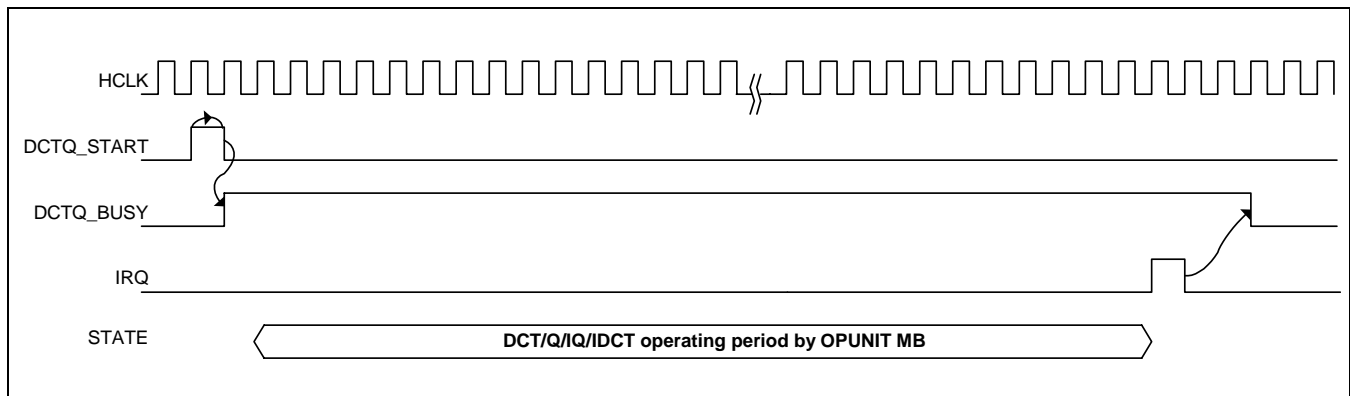 HCLK
DCTQ_START
DCTQ_BUSY
IRQ
STATE
DCT/Q/IQ/IDCT operating period by OPUNIT MB